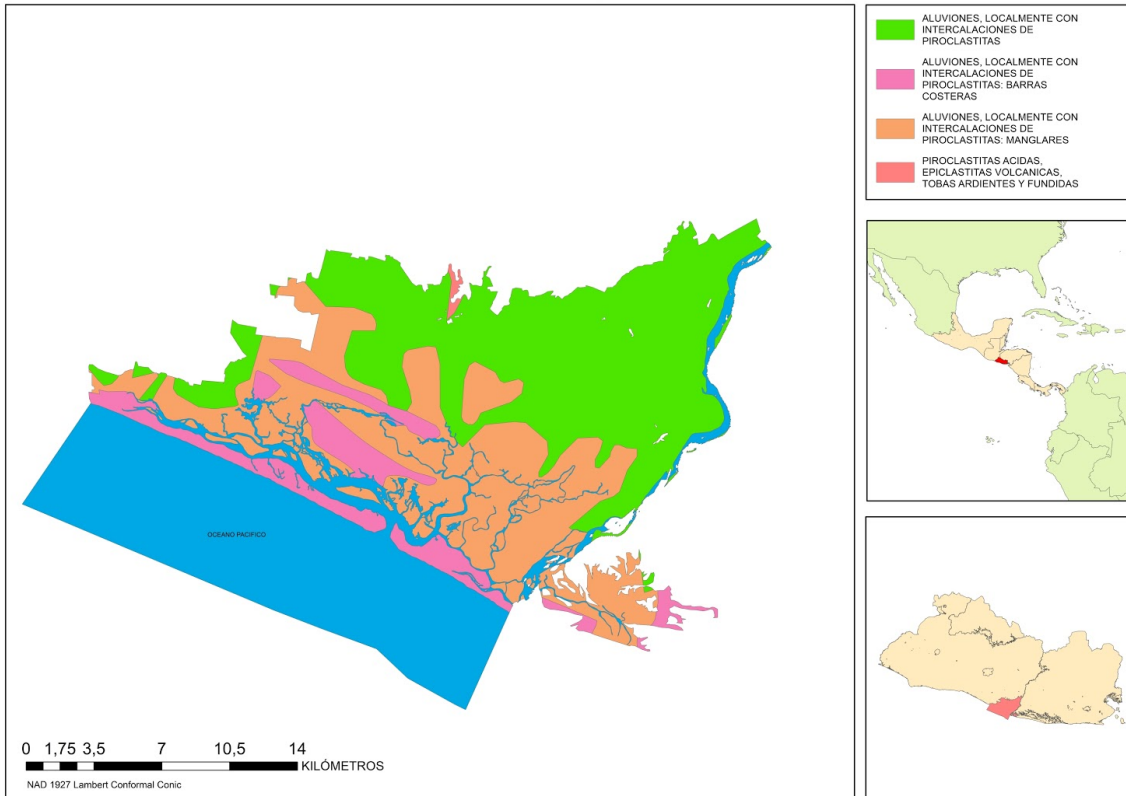 ALUVIONES, LOCALMENTE CON
INTERCALACIONES DE
PIROCLASTITAS
ALUVIONES, LOCALMENTE CON
INTERCALACIONES DE
PIROCLASTITAS: BARRAS
COSTERAS
ALUVIONES, LOCALMENTE CON
INTERCALACIONES DE
PIROCLASTITAS: MANGLARES
PIROCLASTITAS ACIDAS,
EPICLASTITAS VOLCANICAS,
TOBAS ARDIENTES Y FUNDIDAS
OCEANO PACIFICO
0 1,75 3,5 7 10,5 14
KILÓMETROS
NAD 1927 Lambert Conformal Conic